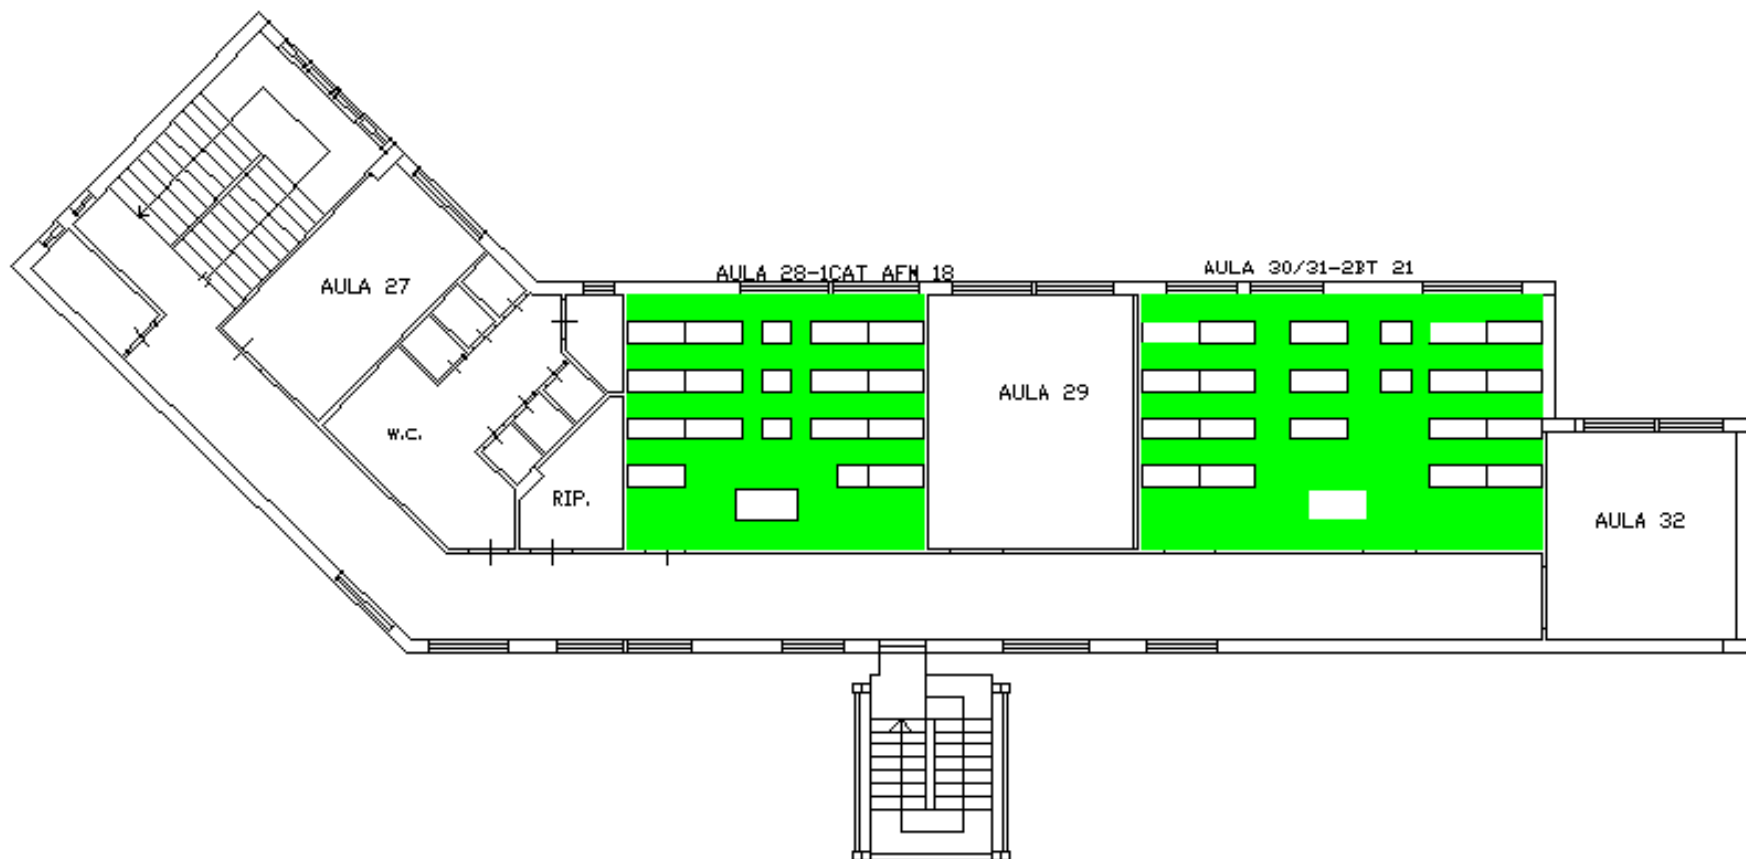 AULA 28-1CAT AFM 18
AULA 30/31-2BT 21
AULA 27
AULA 29
W.C.
RIP.
AULA 32